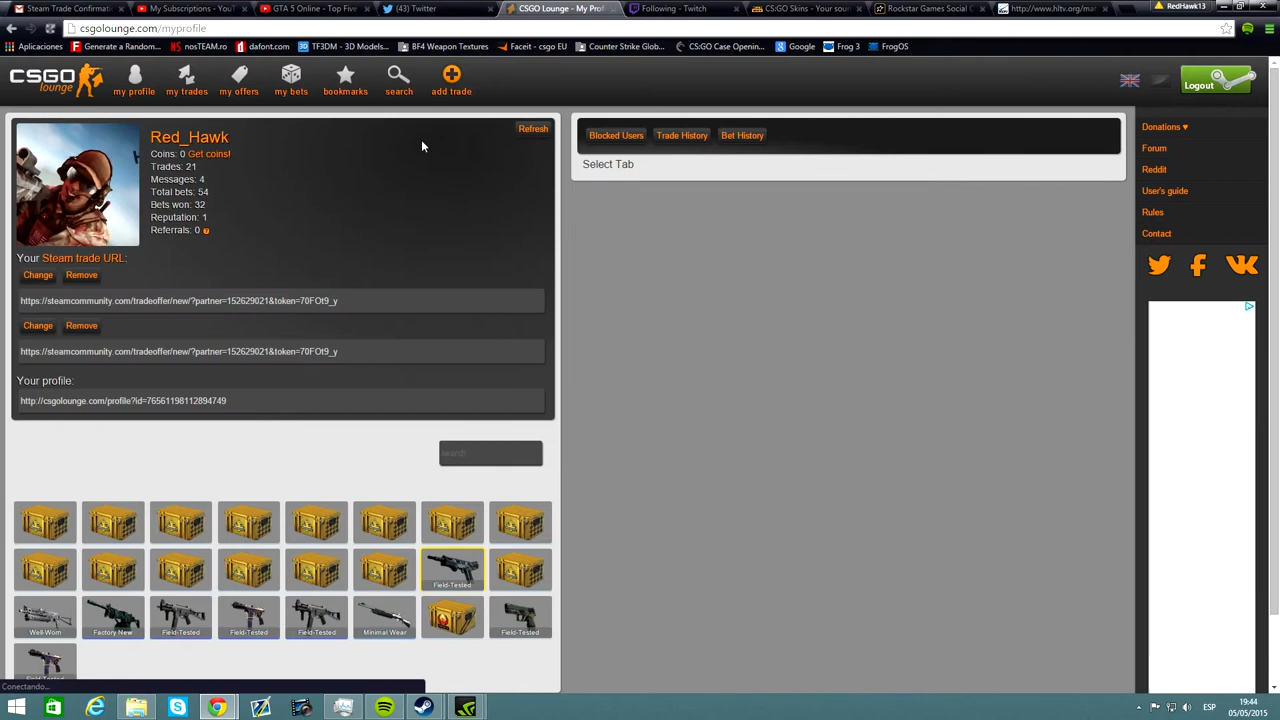 Steam Trade Confirmatio
My Subscriptions - YouT
GTA 5 Online - Top Five
(43) Twitter
CSGO Lounge - My Prof
Following - Twitch
CSGO Skins - Your sour
Rockstar Games Social C
http://www.hltv.org/mat
RedHawk13
csgolounge.com/myprofile
Aplicaciones
Generate a Random...
nosTEAM.ro
dafont.com
TF3DM - 3D Models...
BF4 Weapon Textures
Faceit - csgo EU
Counter Strike Glob...
CS:GO Case Openin...
Google
Frog 3
FrogOS
CSGO lounge
my profile
my trades
my offers
my bets
bookmarks
search
add trade
Logout
Red_Hawk
Refresh
Coins: 0 Get coins!
Trades: 21
Messages: 4
Total bets: 54
Bets won: 32
Reputation: 1
Referrals: 0 ?
Your Steam trade URL:
Change Remove
https://steamcommunity.com/tradeoffer/new/?partner=152629021&token=70FOt9_y
Change Remove
https://steamcommunity.com/tradeoffer/new/?partner=152629021&token=70FOt9_y
Your profile:
http://csgolounge.com/profile?id=76561198112894749
search
Field-Tested
Well-Worn
Factory New
Field-Tested
Field-Tested
Field-Tested
Minimal Wear
Field-Tested
Field-Tested
Blocked Users
Trade History
Bet History
Select Tab
Donations ♥
Forum
Reddit
User's guide
Rules
Contact
Conectando...
ESP
19:44
05/05/2015